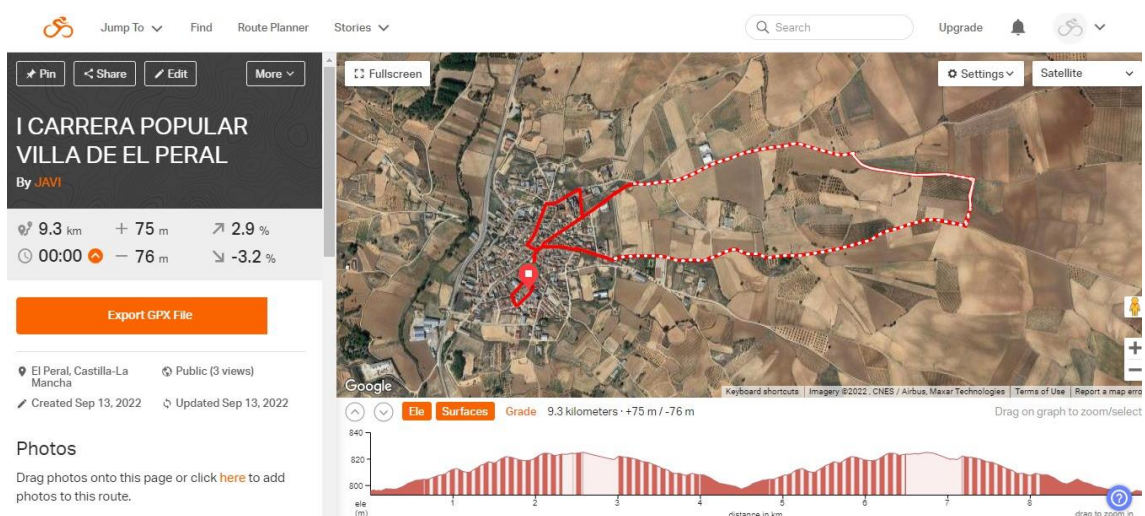 Jump To Find Route Planner Stories Search Upgrade
Pin Share Edit More
I CARRERA POPULAR
VILLA DE EL PERAL
By JAVI
9.3 km + 75 m 2.9 %
00:00 − 76 m -3.2 %
Export GPX File
El Peral, Castilla-La
Mancha
Public (3 views)
Created Sep 13, 2022 Updated Sep 13, 2022
Photos
Drag photos onto this page or click here to add
photos to this route.
Fullscreen Settings Satellite
Google
Keyboard shortcuts Imagery ©2022 , CNES / Airbus, Maxar Technologies Terms of Use Report a map erro
Ele Surfaces Grade 9.3 kilometers · +75 m / -76 m Drag on graph to zoom/select
840
820
800
ele
(m)
1 2 3 4 5 6 7 8
distance in km
drag to zoom in